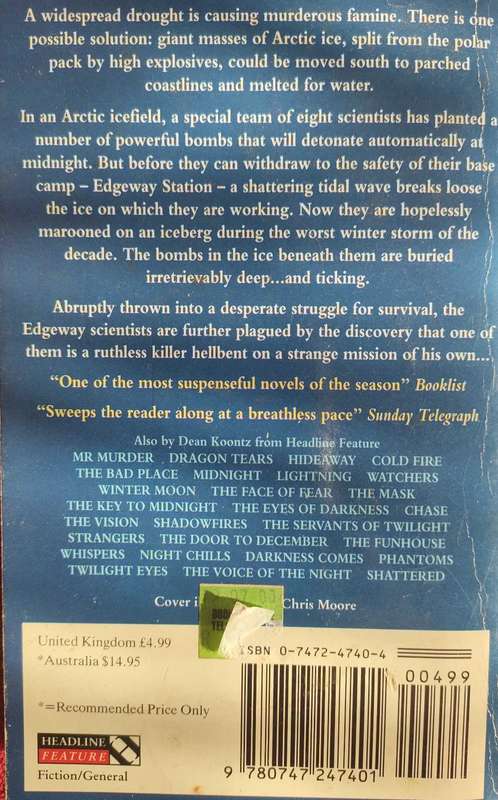 A widespread drought is causing murderous famine. There is one
possible solution: giant masses of Arctic ice, split from the polar
pack by high explosives, could be moved south to parched
coastlines and melted for water.
In an Arctic icefield, a special team of eight scientists has planted a
number of powerful bombs that will detonate automatically at
midnight. But before they can withdraw to the safety of their base
camp – Edgeway Station – a shattering tidal wave breaks loose
the ice on which they are working. Now they are hopelessly
marooned on an iceberg during the worst winter storm of the
decade. The bombs in the ice beneath them are buried
irretrievably deep...and ticking.
Abruptly thrown into a desperate struggle for survival, the
Edgeway scientists are further plagued by the discovery that one of
them is a ruthless killer hellbent on a strange mission of his own...
“One of the most suspenseful novels of the season” Booklist
“Sweeps the reader along at a breathless pace” Sunday Telegraph
Also by Dean Koontz from Headline Feature
MR MURDER DRAGON TEARS HIDEAWAY COLD FIRE
THE BAD PLACE MIDNIGHT LIGHTNING WATCHERS
WINTER MOON THE FACE OF FEAR THE MASK
THE KEY TO MIDNIGHT THE EYES OF DARKNESS CHASE
THE VISION SHADOWFIRES THE SERVANTS OF TWILIGHT
STRANGERS THE DOOR TO DECEMBER THE FUNHOUSE
WHISPERS NIGHT CHILLS DARKNESS COMES PHANTOMS
TWILIGHT EYES THE VOICE OF THE NIGHT SHATTERED
Cover Chris Moore
United Kingdom £4.99
*Australia $14.95
*=Recommended Price Only
HEADLINE
FEATURE
Fiction/General
ISBN 0-7472-4740-4
00499
9 780747 247401